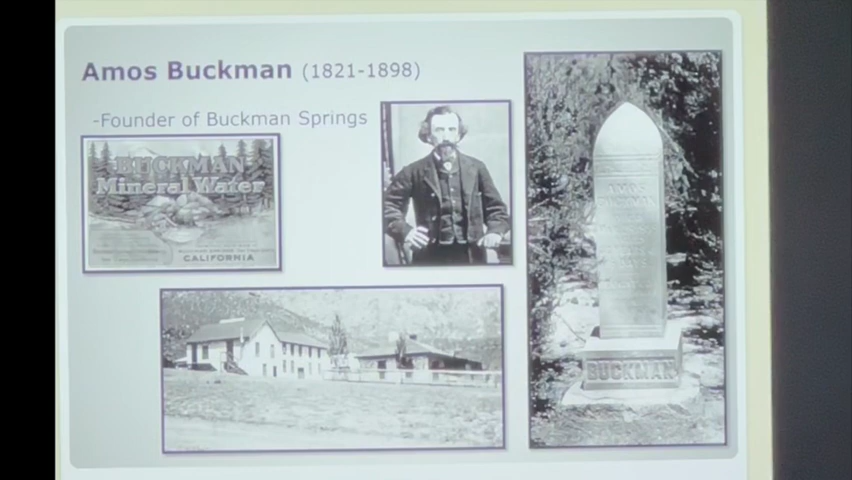 Amos Buckman (1821-1898)
-Founder of Buckman Springs
BUCKMAN
Mineral Water
CALIFORNIA
AMOS
BUCKMAN
BUCKMAN